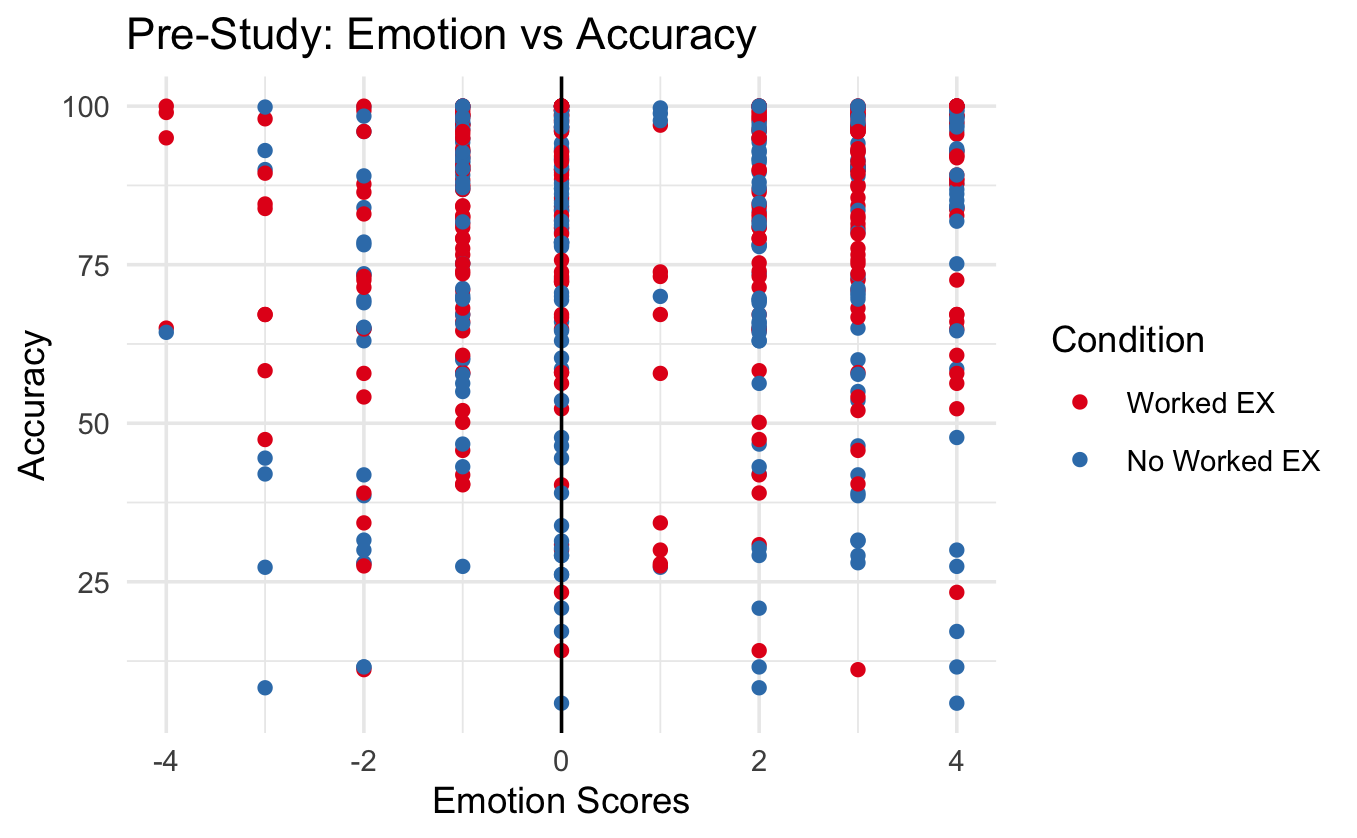 Pre-Study: Emotion vs Accuracy
100
75
50
25
Accuracy
-4 -2 0 2 4
Emotion Scores
Condition
Worked EX
No Worked EX